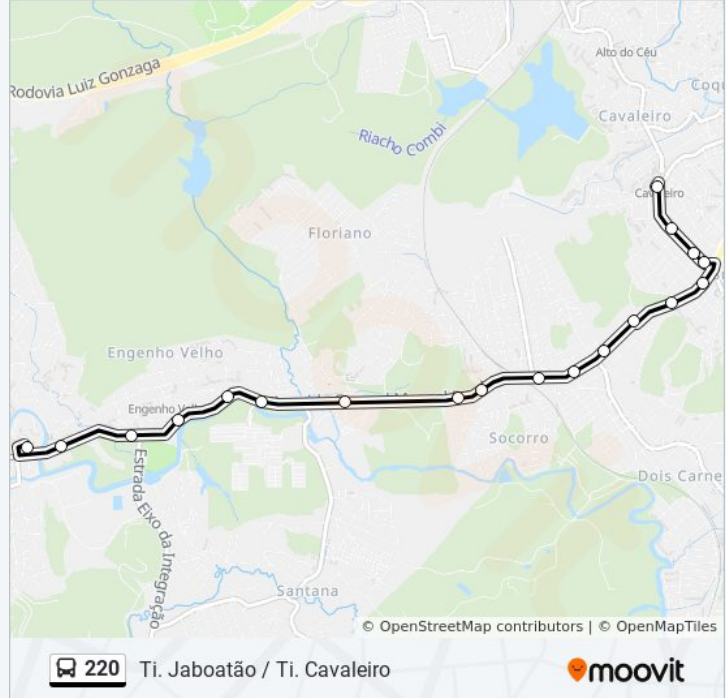 Alto do Céu
Rodovia Luiz Gonzaga
Coqu
Cavaleiro
Riacho Combi
Floriano
Engenho Velho
Socorro
Dois Carne
Estrada Eixo da Integração
Santana
© OpenStreetMap contributors | © OpenMapTiles
220 Ti. Jaboatão / Ti. Cavaleiro
moovit